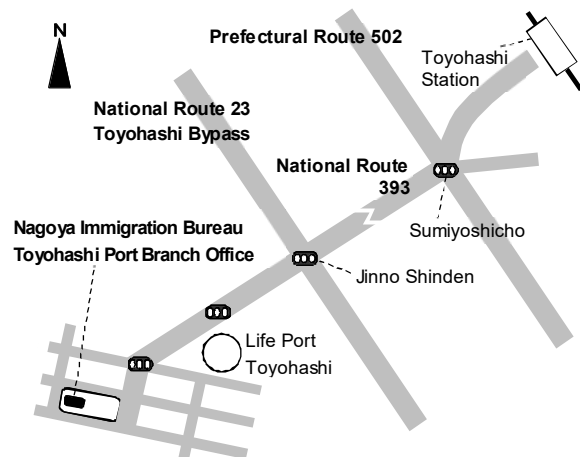 N
Prefectural Route 502
Toyohashi
Station
National Route 23
Toyohashi Bypass
National Route
393
Sumiyoshicho
Nagoya Immigration Bureau
Toyohashi Port Branch Office
Jinno Shinden
Life Port
Toyohashi